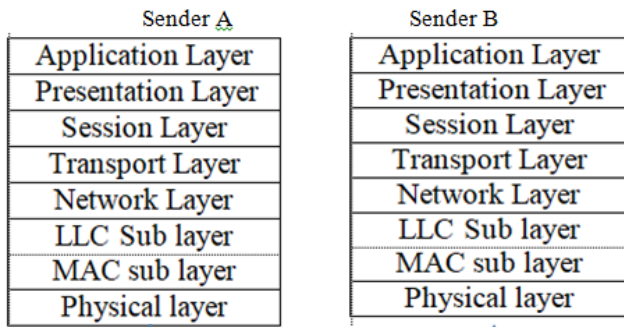 Sender A
Application Layer
Presentation Layer
Session Layer
Transport Layer
Network Layer
LLC Sub layer
MAC sub layer
Physical layer
Sender B
Application Layer
Presentation Layer
Session Layer
Transport Layer
Network Layer
LLC Sub layer
MAC sub layer
Physical layer